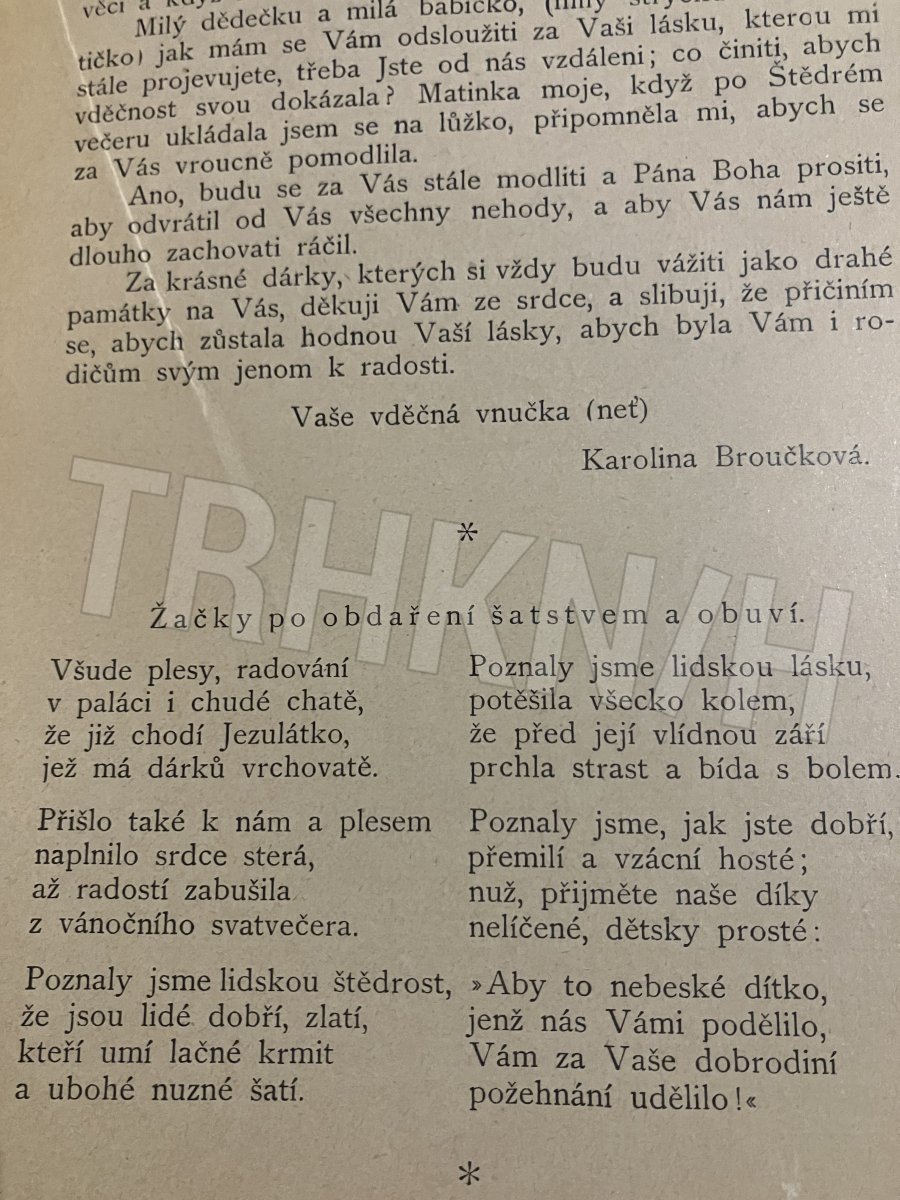 věci a
Milý dědečku a milá babičko,
tičko) jak mám se Vám odsloužiti za Vaši lásku, kterou mi
stále projevujete, třeba Jste od nás vzdáleni; co činiti, abych
vděčnost svou dokázala? Matinka moje, když po Štědrém
večeru ukládala jsem se na lůžko, připomněla mi, abych se
za Vás vroucně pomodlila.
Ano, budu se za Vás stále modliti a Pána Boha prositi,
aby odvrátil od Vás všechny nehody, a aby Vás nám ještě
dlouho zachovati ráčil.
Za krásné dárky, kterých si vždy budu vážiti jako drahé
památky na Vás, děkuji Vám ze srdce, a slibuji, že přičiním
se, abych zůstala hodnou Vaší lásky, abych byla Vám i ro-
dičům svým jenom k radosti.
Vaše vděčná vnučka (neť)
Karolina Broučková.
*
TRHKN/H
Žačky po obdaření šatstvem a obuví.
Všude plesy, radování
v paláci i chudé chatě,
že již chodí Jezulátko,
jež má dárků vrchovatě.
Přišlo také k nám a plesem
naplnilo srdce sterá,
až radostí zabušila
z vánočního svatvečera.
Poznaly jsme lidskou štědrost,
že jsou lidé dobří, zlatí,
kteří umí lačné krmit
a ubohé nuzné šatí.
Poznaly jsme lidskou lásku,
potěšila všecko kolem,
že před její vlídnou září
prchla strast a bída s bolem.
Poznaly jsme, jak jste dobří,
přemilí a vzácní hosté;
nuž, přijměte naše díky
nelíčené, dětsky prosté:
»Aby to nebeské dítko,
jenž nás Vámi podělilo,
Vám za Vaše dobrodiní
požehnání udělilo!«
*